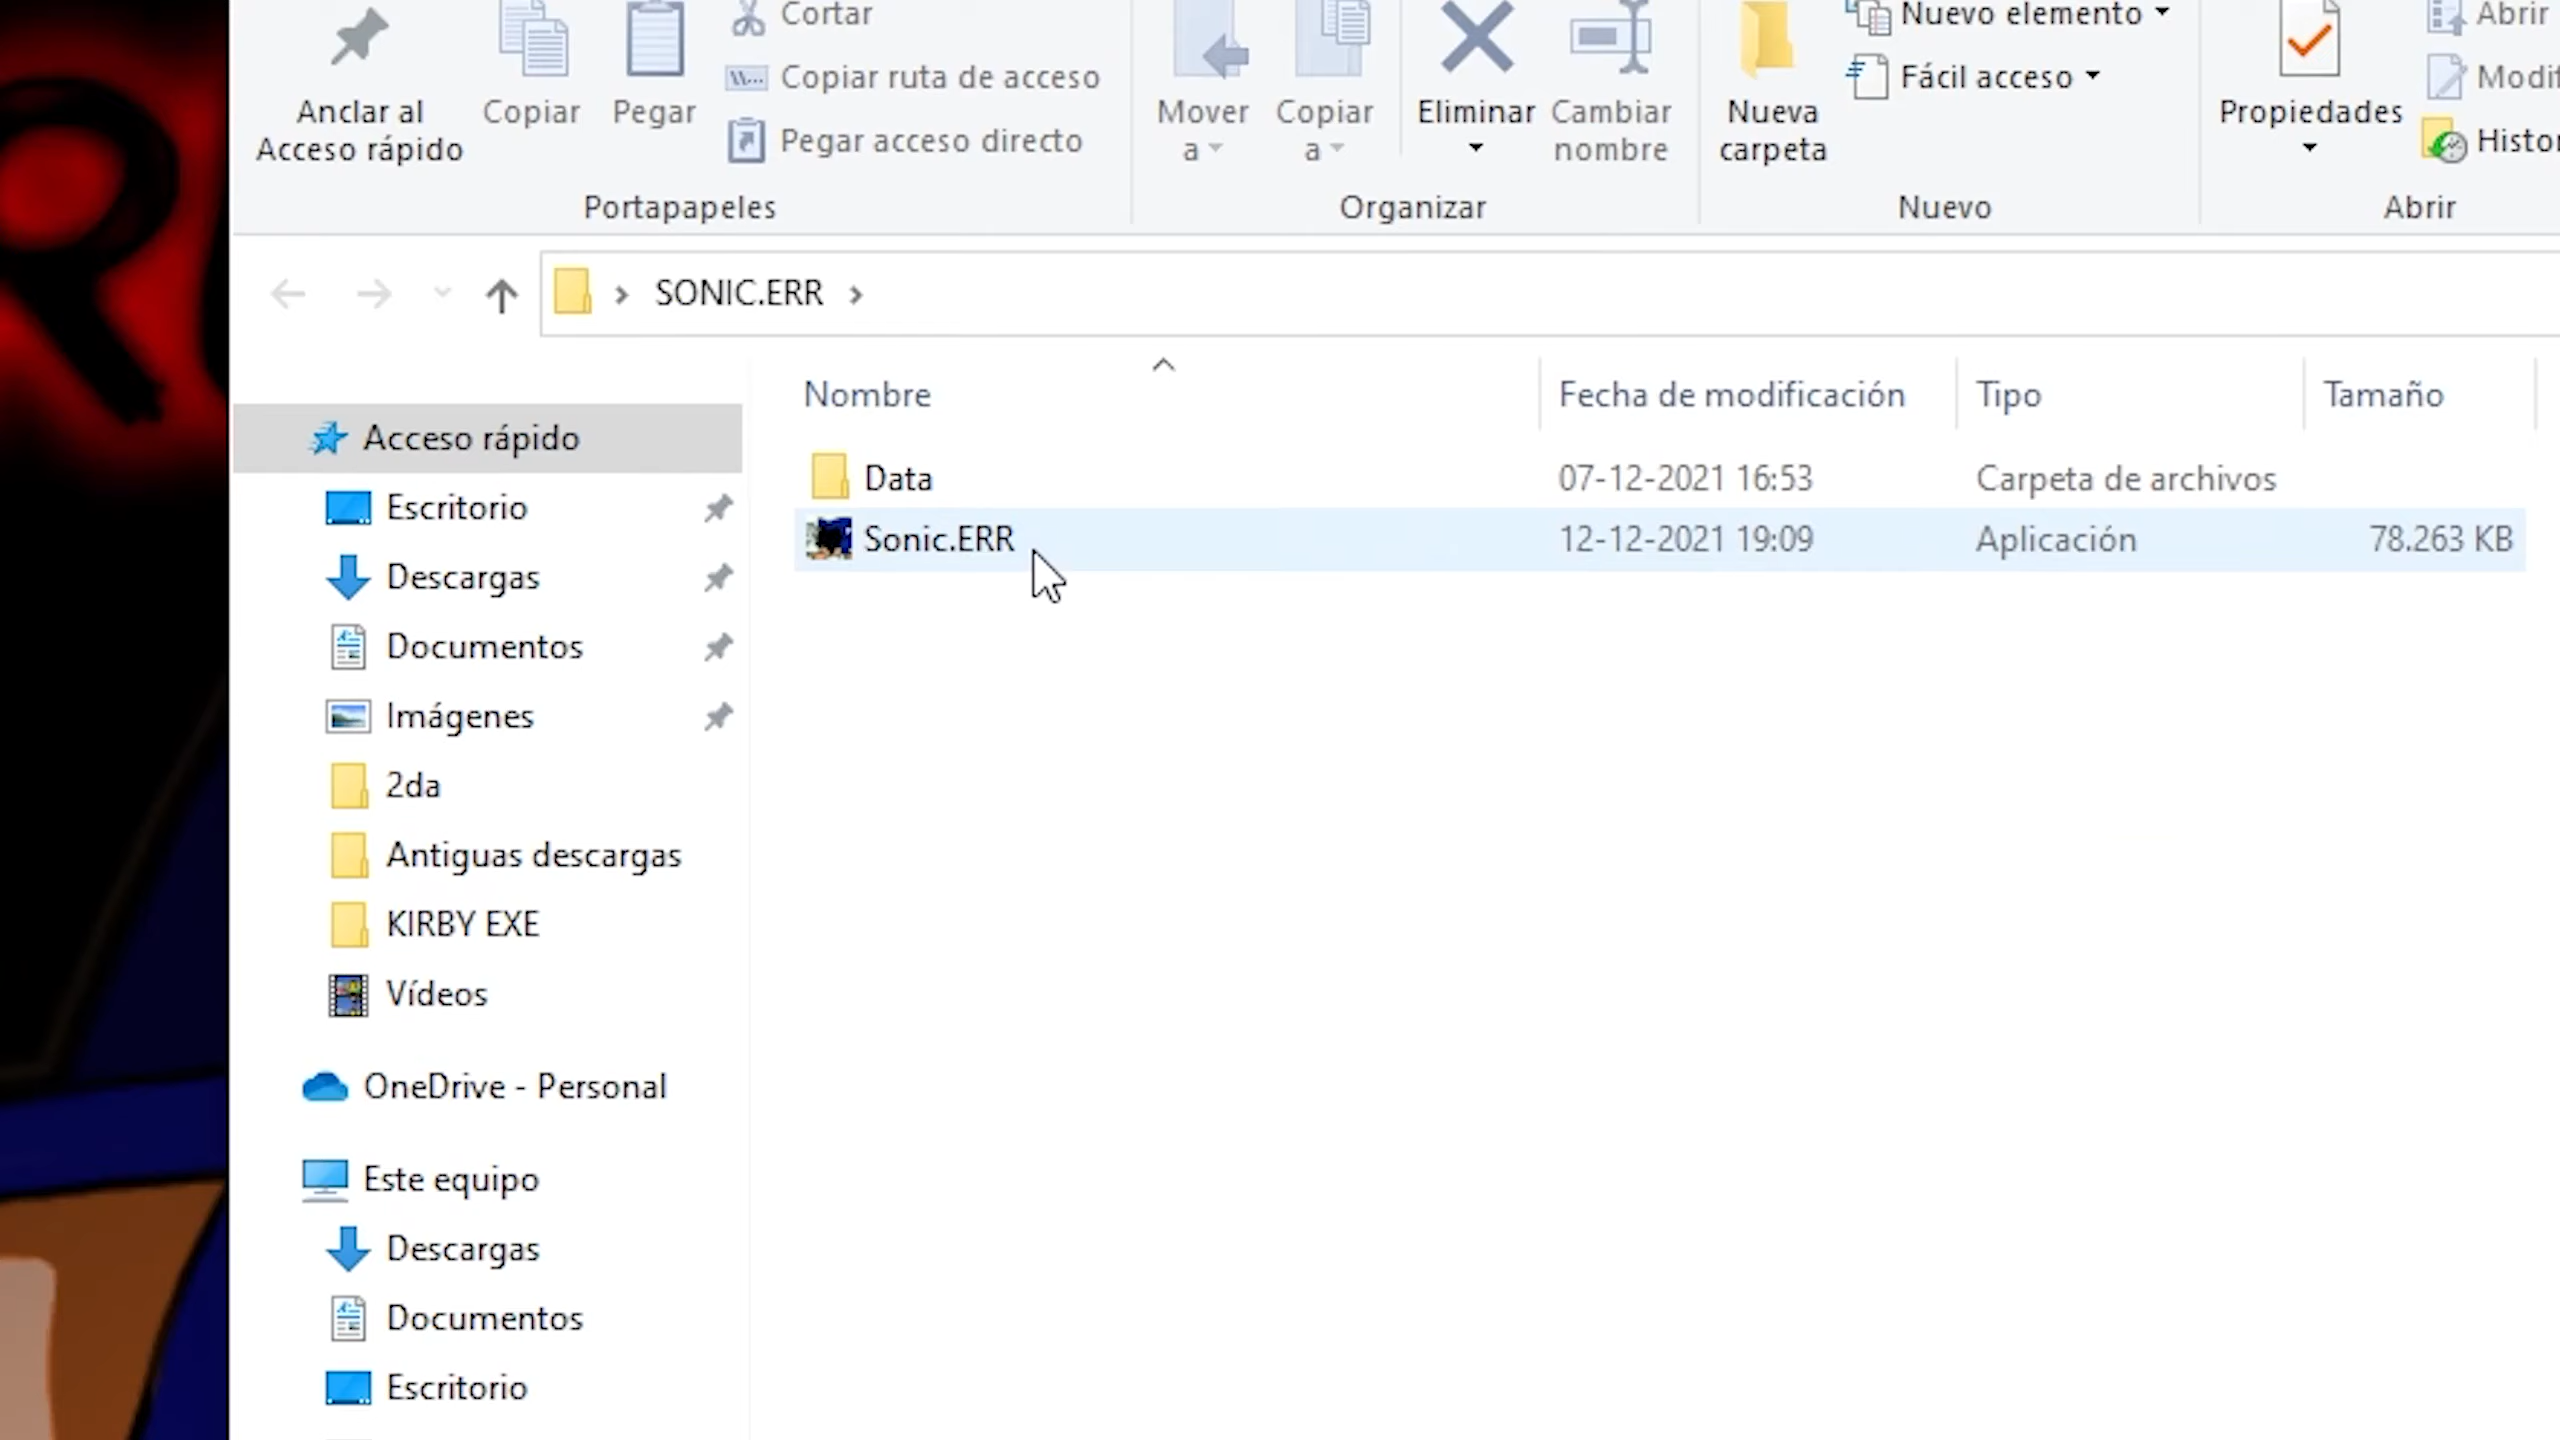 Cortar
Nuevo elemento
Abrir
Copiar ruta de acceso
Fácil acceso
Modif
Anclar al
Acceso rápido
Copiar
Pegar
Pegar acceso directo
Mover
a
Copiar
a
Eliminar
Cambiar
nombre
Nueva
carpeta
Propiedades
Histor
Portapapeles
Organizar
Nuevo
Abrir
SONIC.ERR
Nombre
Fecha de modificación
Tipo
Tamaño
Data
07-12-2021 16:53
Carpeta de archivos
Sonic.ERR
12-12-2021 19:09
Aplicación
78.263 KB
Acceso rápido
Escritorio
Descargas
Documentos
Imágenes
2da
Antiguas descargas
KIRBY EXE
Vídeos
OneDrive - Personal
Este equipo
Descargas
Documentos
Escritorio
R